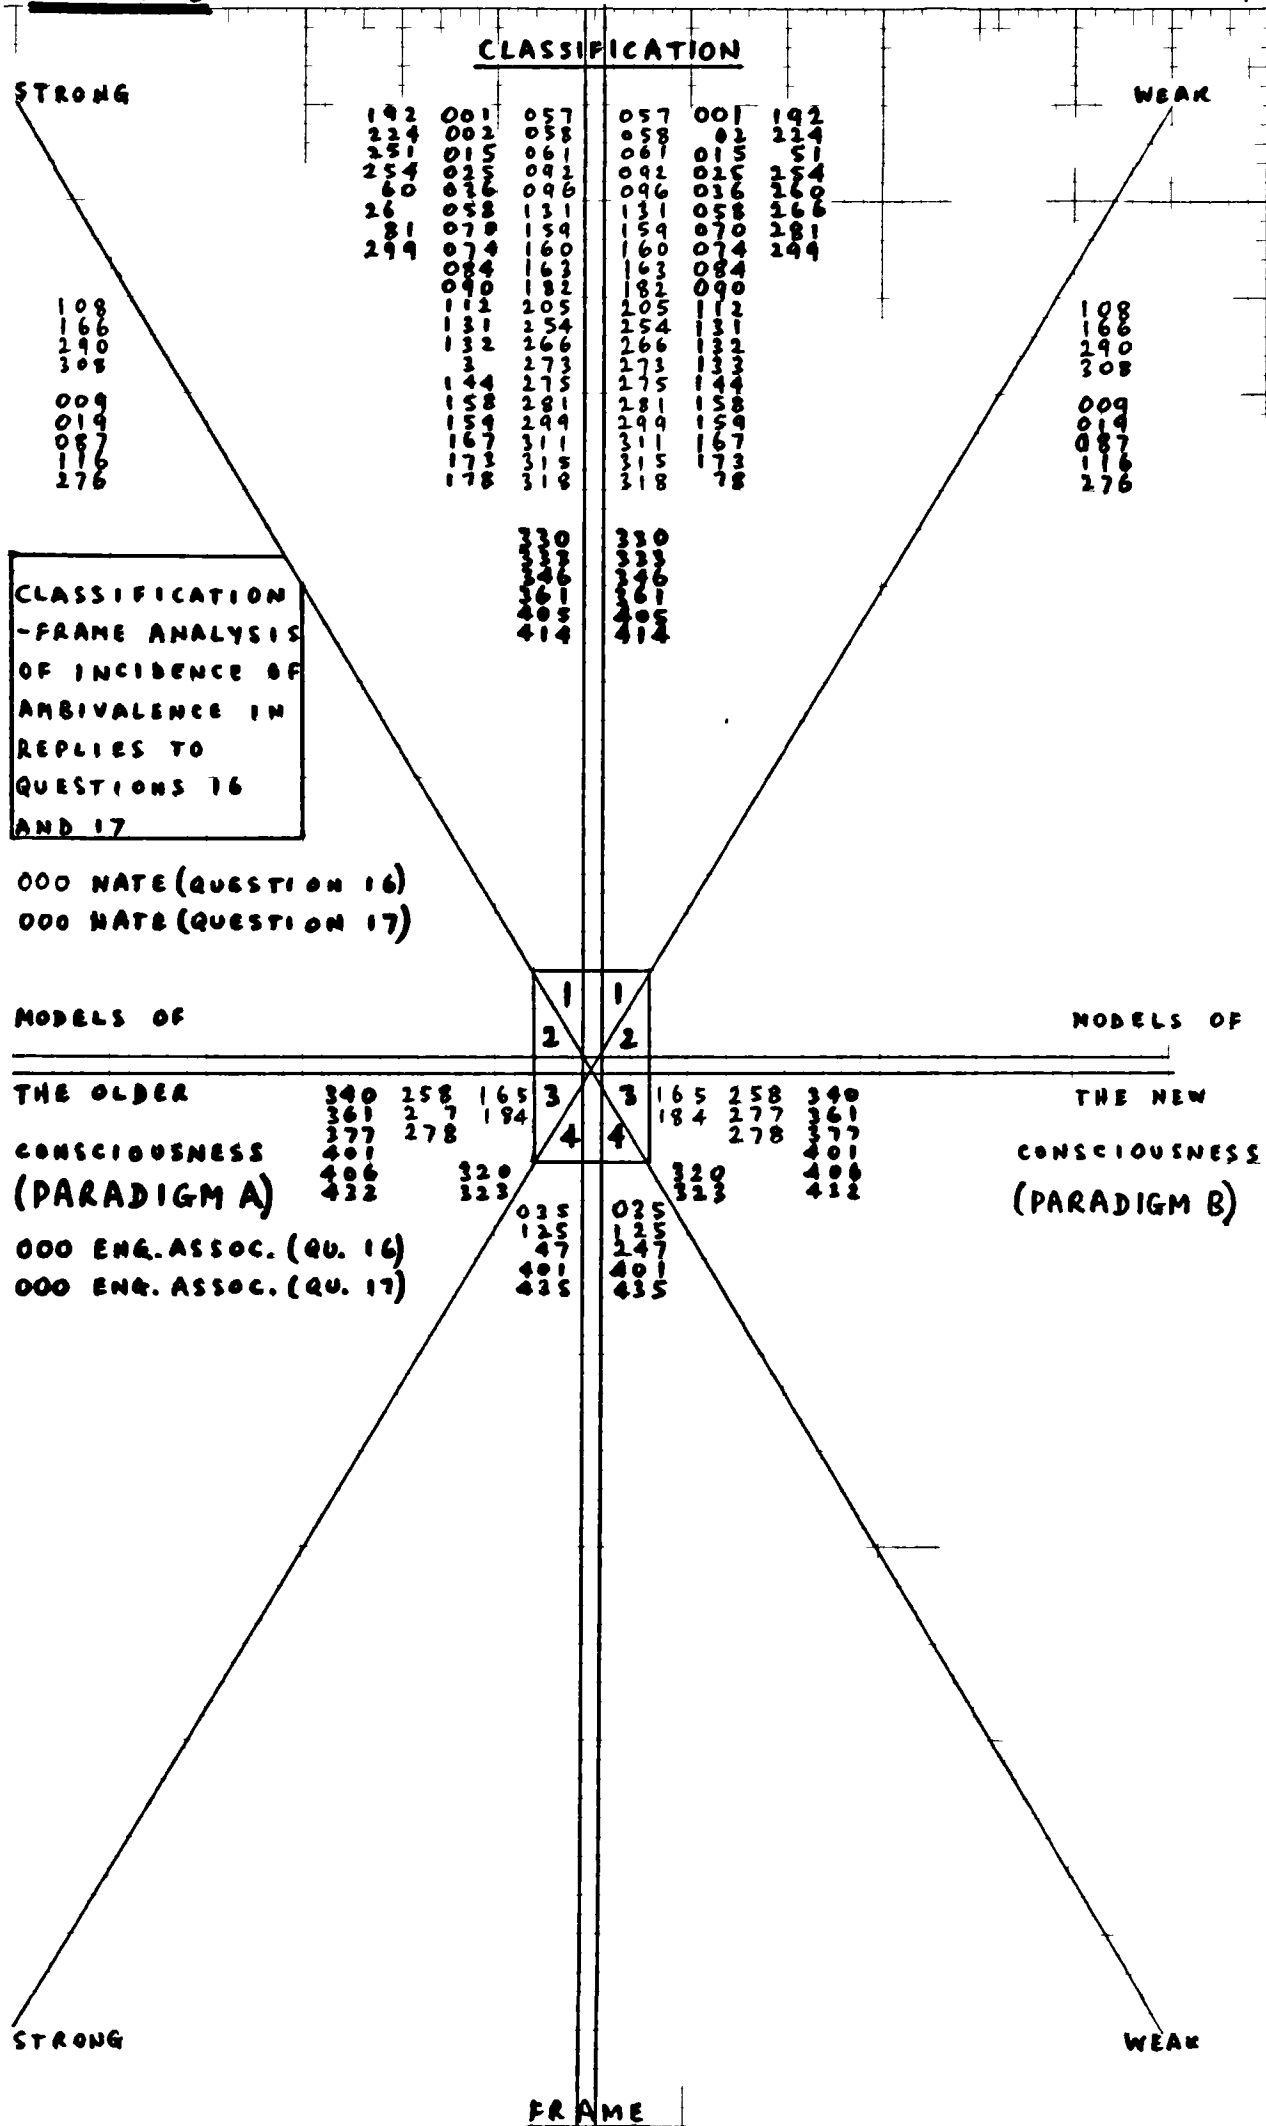 CLASSIFICATION
STRONG WEAK
192 001 057 057 001 192
224 002 058 058 02 224
251 015 061 061 015 51
254 025 092 092 025 254
60 036 096 096 036 260
26 058 131 131 058 266
81 070 159 159 070 281
299 074 160 160 074 299
084 163 163 084
090 182 182 090
108 112 205 205 112 108
166 131 254 254 131 166
290 132 266 266 132 290
308 3 273 273 133 308
144 275 275 144
009 158 281 281 158 009
019 159 299 299 159 019
087 167 311 311 167 087
116 173 315 315 173 116
276 178 318 318 78 276
330 330
333 333
346 346
361 361
405 405
414 414
CLASSIFICATION
-FRAME ANALYSIS
OF INCIDENCE OF
AMBIVALENCE IN
REPLIES TO
QUESTIONS 16
AND 17
000 NATE (QUESTION 16)
000 NATE (QUESTION 17)
1 1
MODELS OF MODELS OF
2 2
THE OLDER 340 258 165 3 3 165 258 340 THE NEW
361 2 7 184 184 277 361
377 278 4 4 278 377
CONSCIOUSNESS 401 401 CONSCIOUSNESS
406 320 320 406
(PARADIGM A) 432 323 323 432 (PARADIGM B)
035 035
000 ENG. ASSOC. (QU. 16) 125 125
47 247
000 ENG. ASSOC. (QU. 17) 401 401
435 435
STRONG WEAK
FRAME